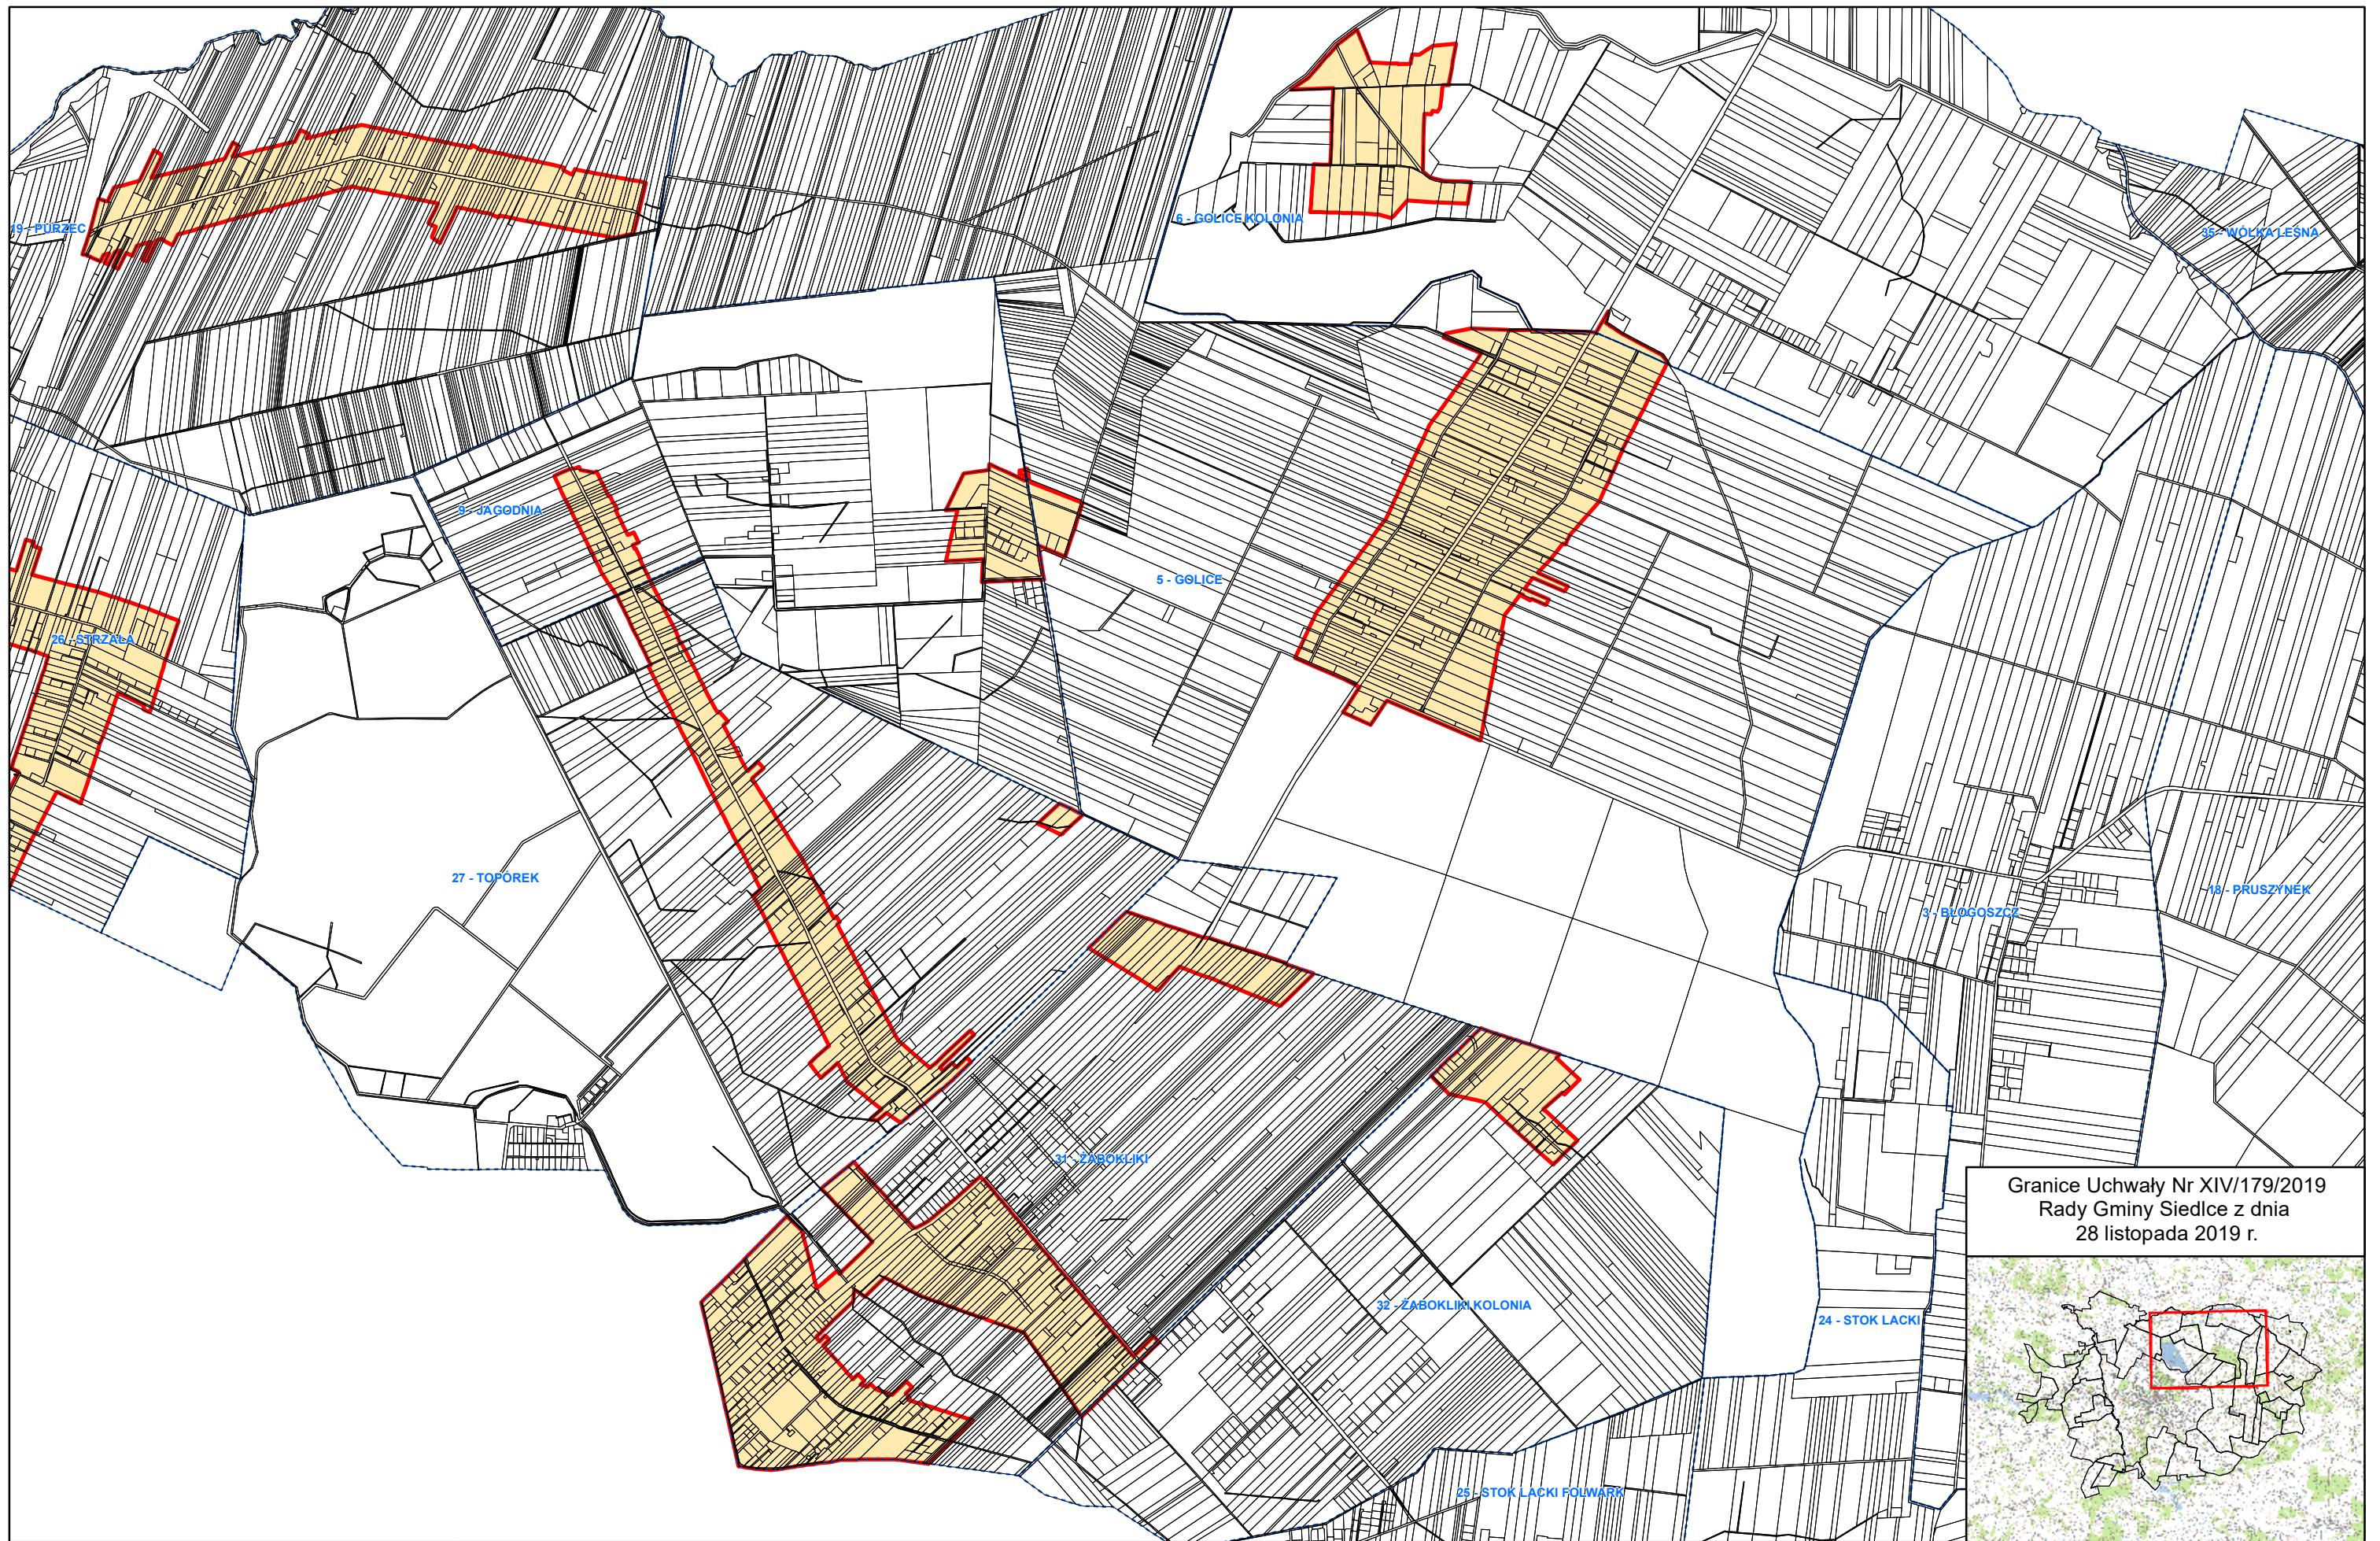 19 - PURZEC
6 - GOLICE KOLONIA
35 - WÓLKA LEŚNA
9 - JAGODNIA
5 - GOLICE
26 - STRZAŁA
27 - TOPÓREK
18 - PRUSZYNEK
3 - BŁOGOSZCZ
31 - ŻABOKLIKI
32 - ŻABOKLIKI KOLONIA
24 - STOK LACKI
25 - STOK LACKI FOLWARK
Granice Uchwały Nr XIV/179/2019
Rady Gminy Siedlce z dnia
28 listopada 2019 r.